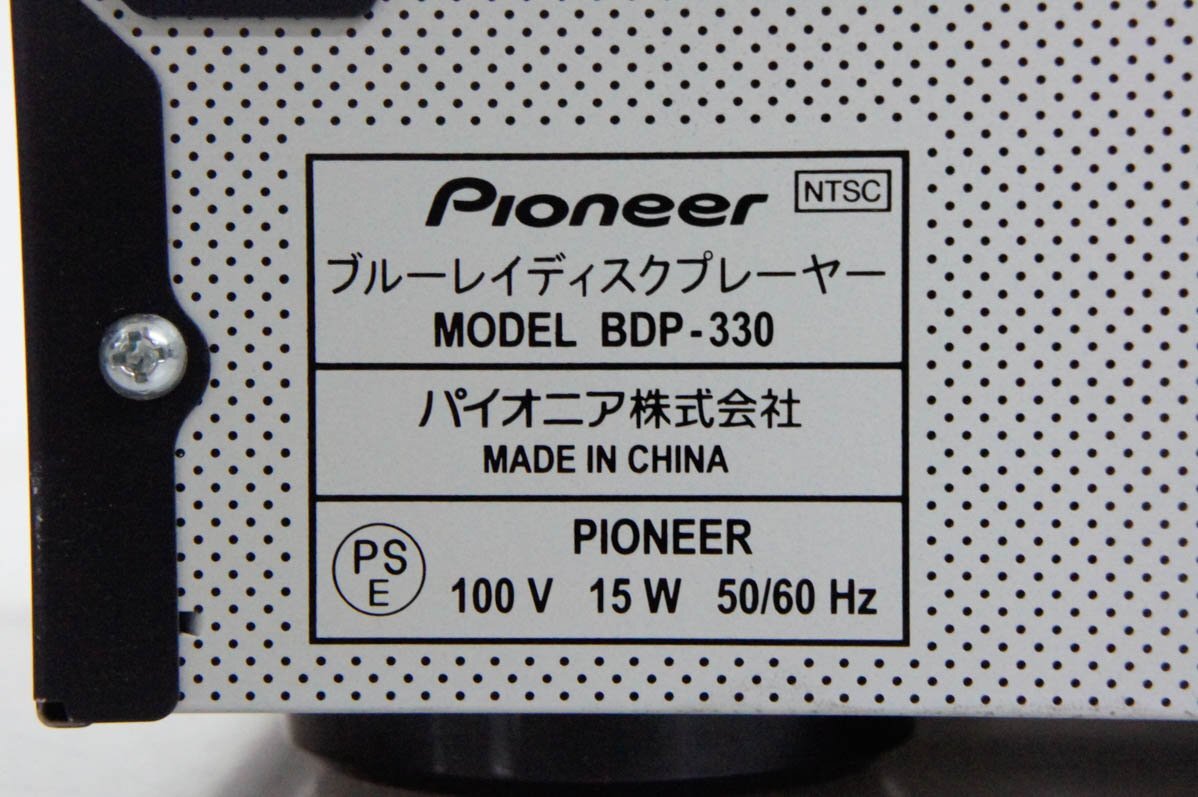 Pioneer NTSC
ブルーレイディスクプレーヤー
MODEL BDP-330
パイオニア株式会社
MADE IN CHINA
PS E
PIONEER
100 V 15 W 50/60 Hz